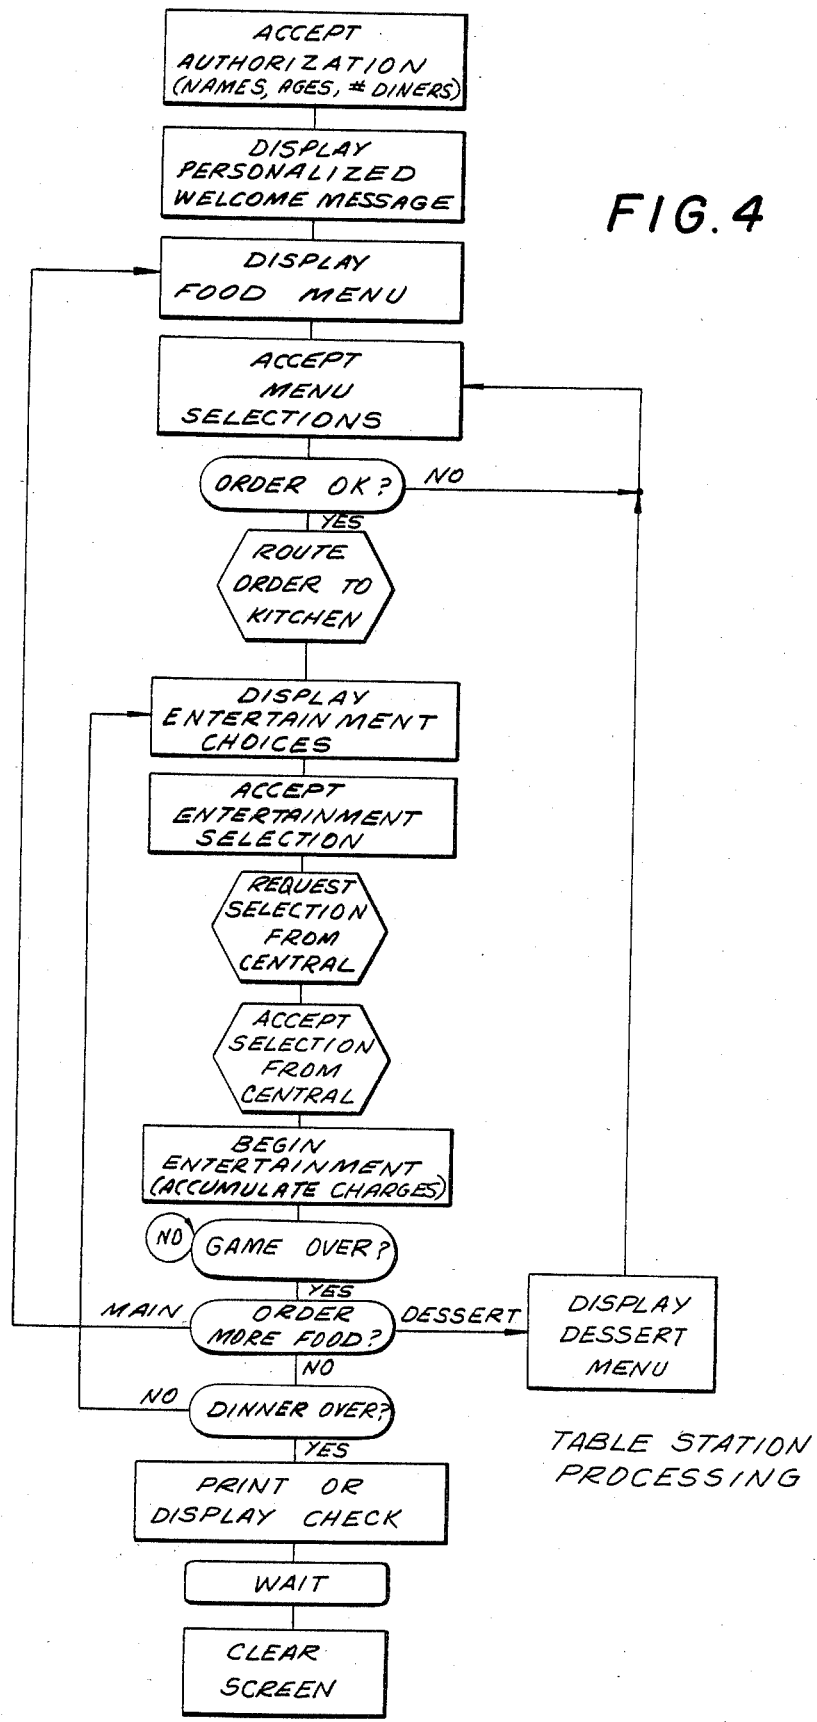 ACCEPT
AUTHORIZATION
(NAMES, AGES, # DINERS)
DISPLAY
PERSONALIZED
WELCOME MESSAGE
FIG. 4
DISPLAY
FOOD MENU
ACCEPT
MENU
SELECTIONS
ORDER OK?
NO
YES
ROUTE
ORDER TO
KITCHEN
DISPLAY
ENTERTAINMENT
CHOICES
ACCEPT
ENTERTAINMENT
SELECTION
REQUEST
SELECTION
FROM
CENTRAL
ACCEPT
SELECTION
FROM
CENTRAL
BEGIN
ENTERTAINMENT
(ACCUMULATE CHARGES)
NO
GAME OVER?
YES
MAIN
ORDER
MORE FOOD?
DESSERT
DISPLAY
DESSERT
MENU
NO
NO
DINNER OVER?
YES
TABLE STATION
PROCESSING
PRINT OR
DISPLAY CHECK
WAIT
CLEAR
SCREEN